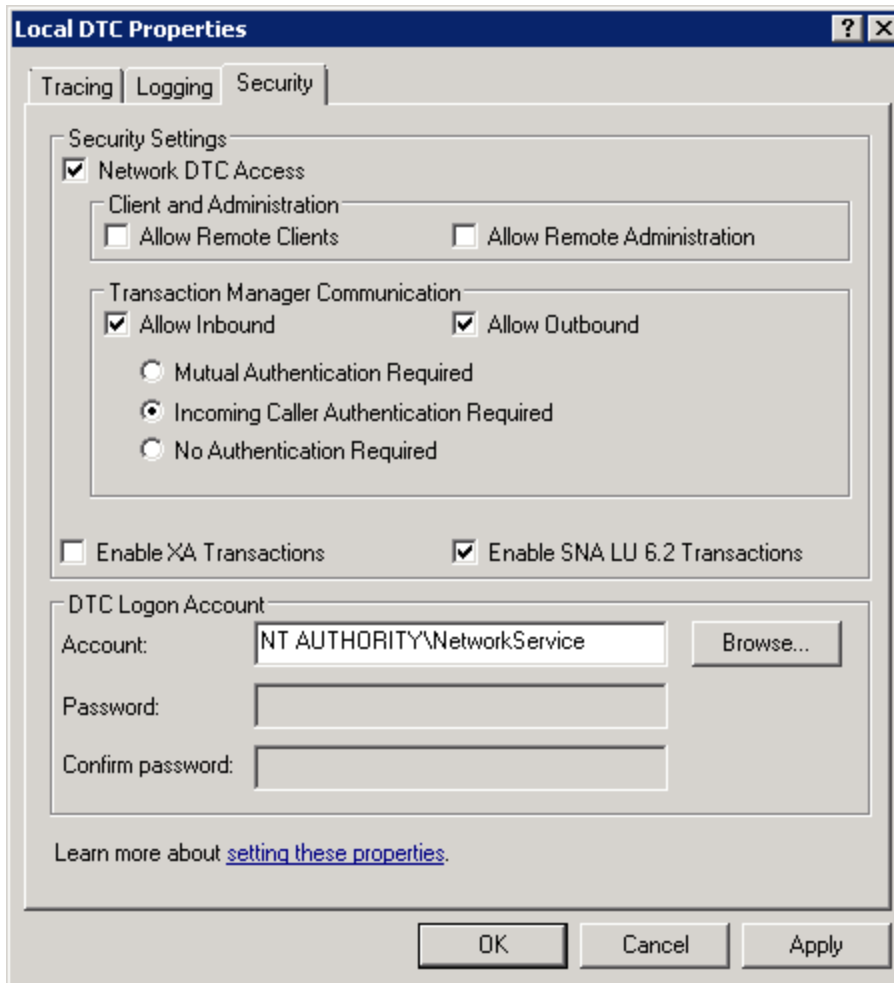 Local DTC Properties
Tracing Logging Security
Security Settings
Network DTC Access
Client and Administration
Allow Remote Clients Allow Remote Administration
Transaction Manager Communication
Allow Inbound Allow Outbound
Mutual Authentication Required
Incoming Caller Authentication Required
No Authentication Required
Enable XA Transactions Enable SNA LU 6.2 Transactions
DTC Logon Account
Account: NT AUTHORITY\NetworkService Browse...
Password:
Confirm password:
Learn more about setting these properties.
OK Cancel Apply